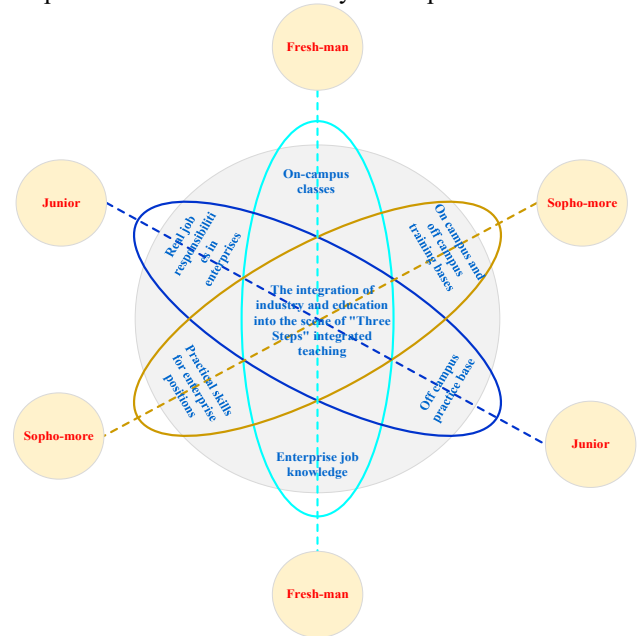 Fresh-man
On-campus
classes
Junior
Sopho-more
Real job
responsibiliti
es in
enterprises
On campus and
off campus
training bases
The integration of
industry and education
into the scene of "Three
Steps" integrated
teaching
Practical skills
for enterprise
positions
Off campus
practice base
Sopho-more
Junior
Enterprise job
knowledge
Fresh-man